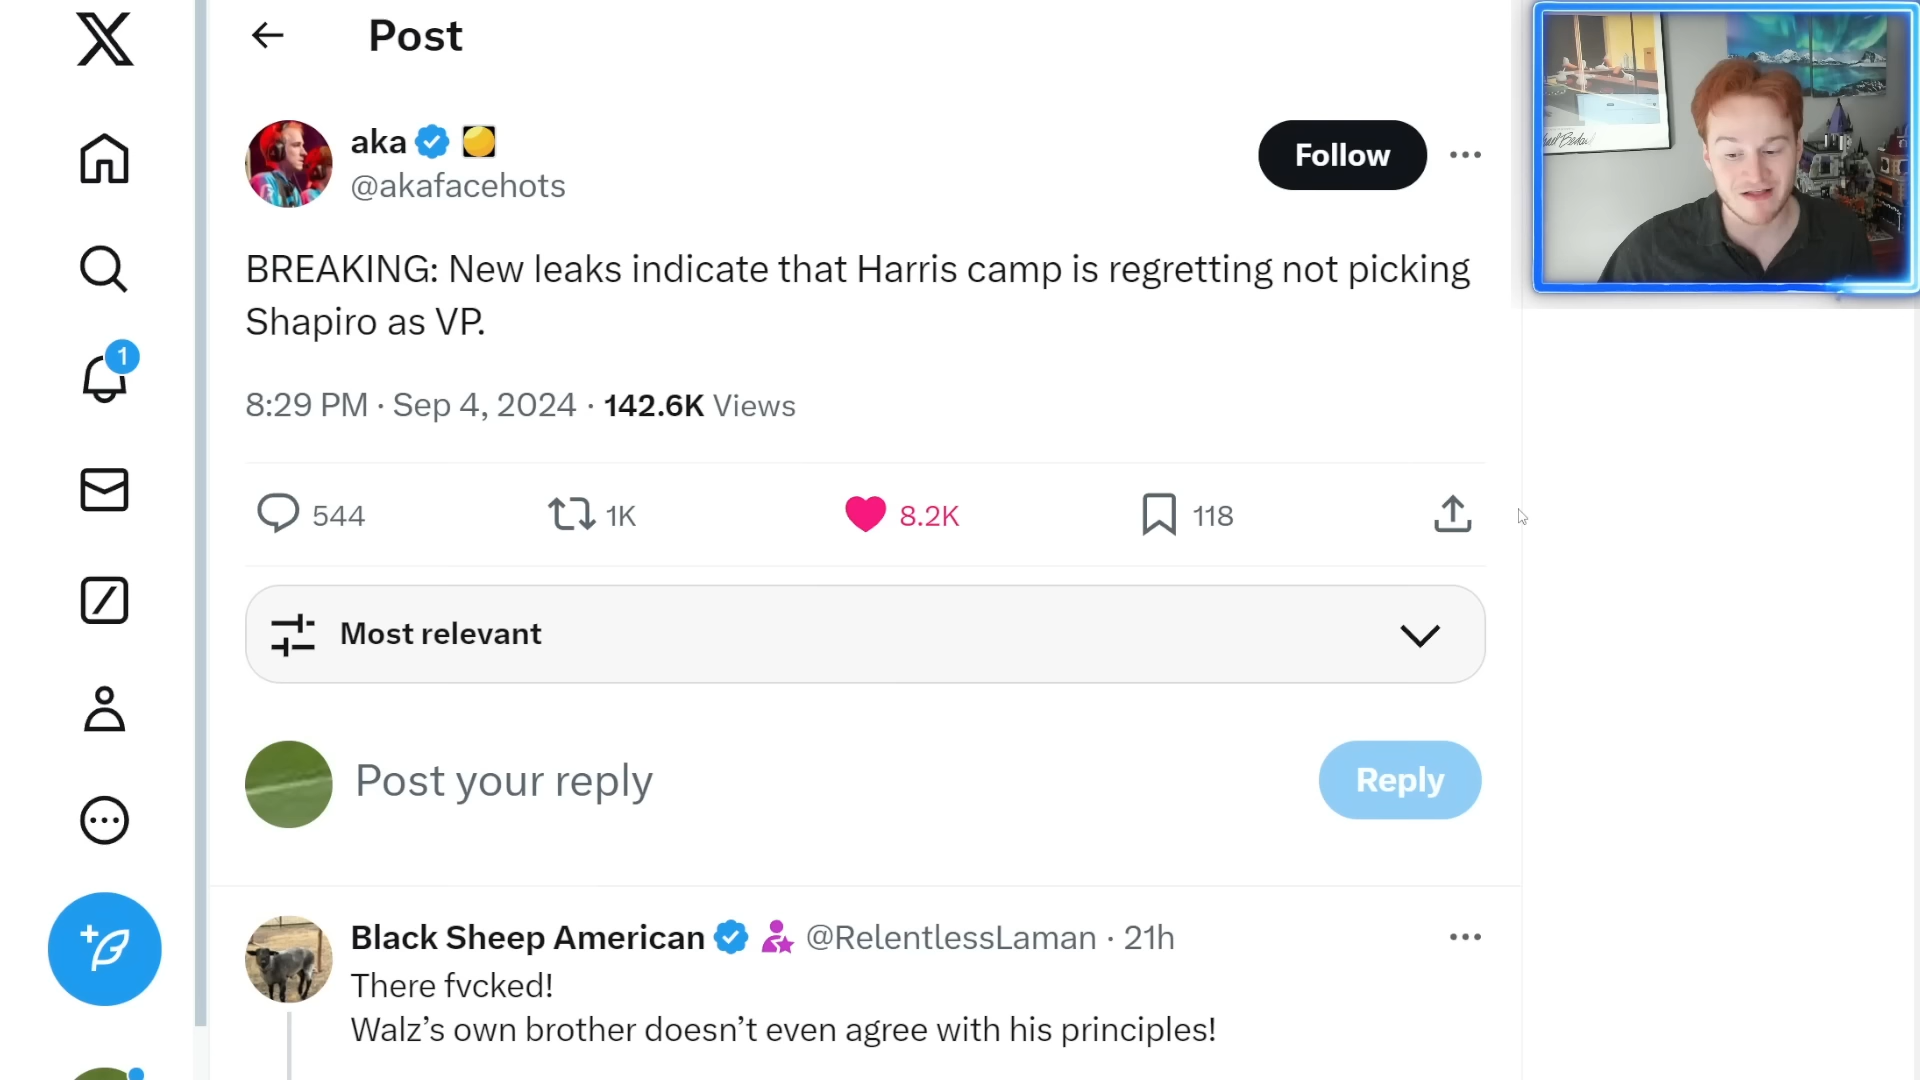 Post
aka
@akafacehots
Follow
BREAKING: New leaks indicate that Harris camp is regretting not picking
Shapiro as VP.
8:29 PM · Sep 4, 2024 · 142.6K Views
1
544
1K
8.2K
118
Most relevant
Post your reply
Reply
Black Sheep American @RelentlessLaman · 21h
There fvcked!
Walz’s own brother doesn’t even agree with his principles!